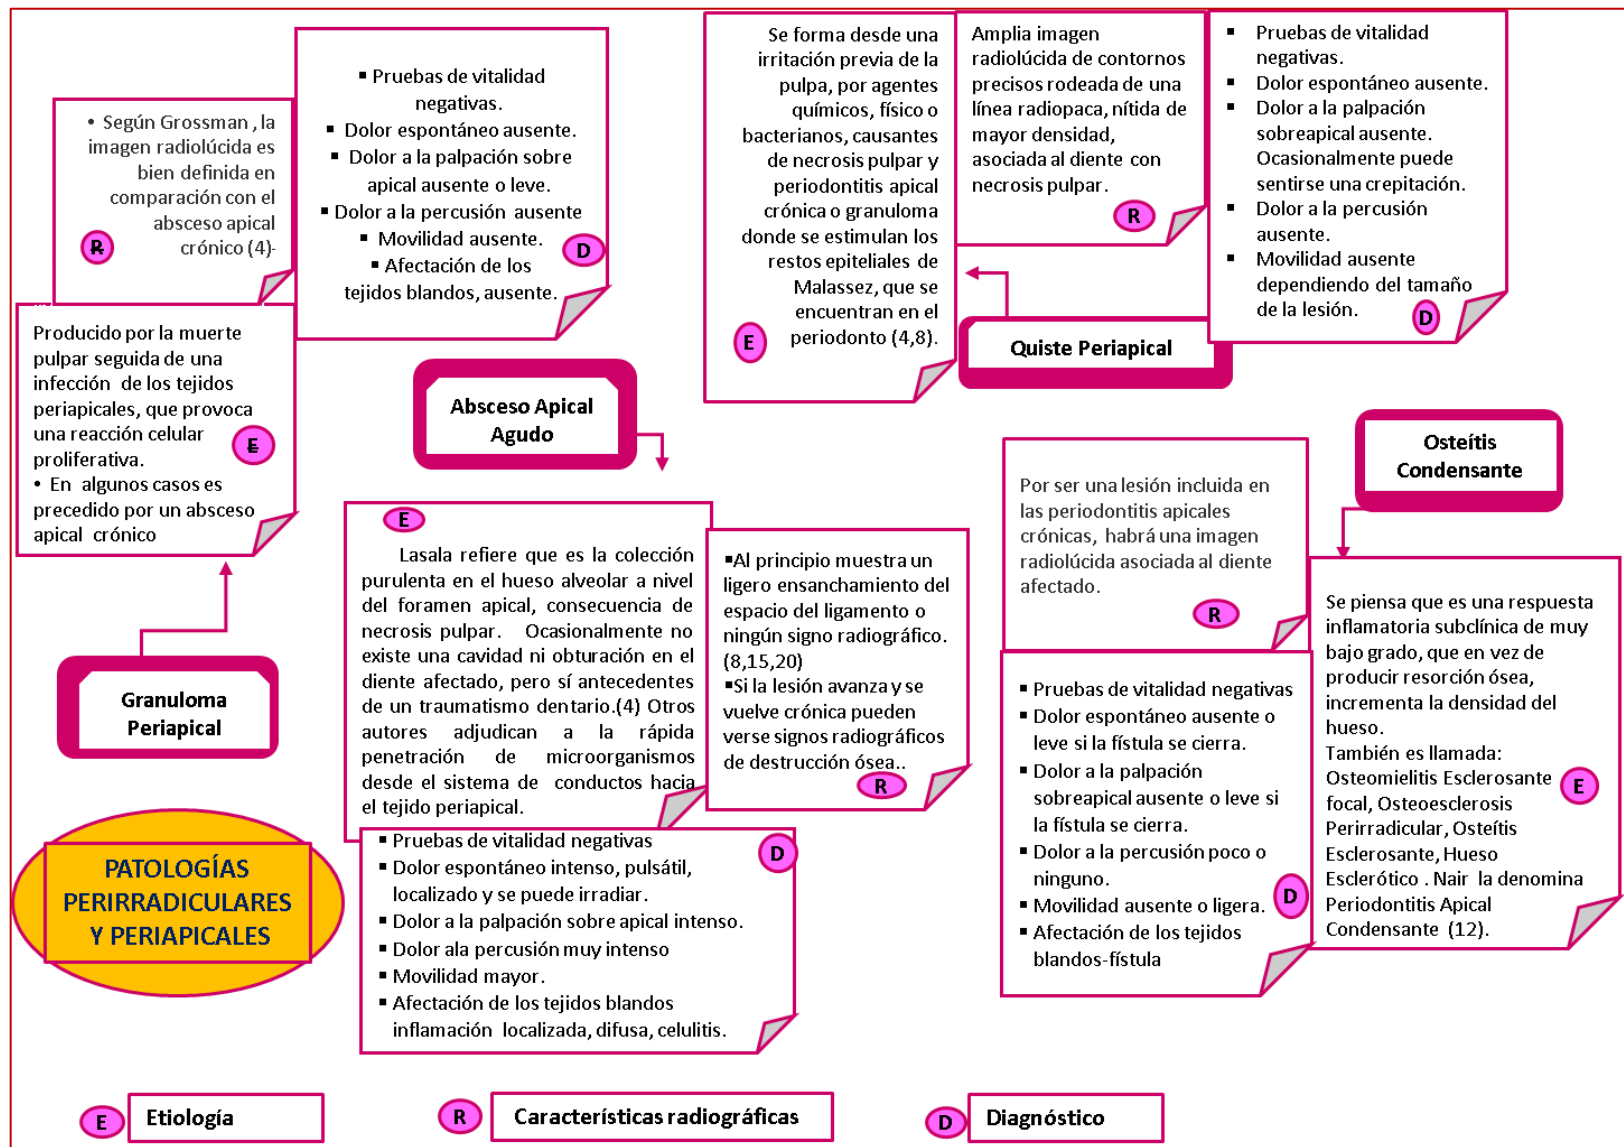 • Según Grossman , la
imagen radiolúcida es
bien definida en
comparación con el
absceso apical
crónico (4)-
R
▪ Pruebas de vitalidad
negativas.
▪ Dolor espontáneo ausente.
▪ Dolor a la palpación sobre
apical ausente o leve.
▪ Dolor a la percusión ausente
▪ Movilidad ausente.
▪ Afectación de los
tejidos blandos, ausente.
D
Producido por la muerte
pulpar seguida de una
infección de los tejidos
periapicales, que provoca
una reacción celular
proliferativa.
• En algunos casos es
precedido por un absceso
apical crónico
E
Granuloma
Periapical
Se forma desde una
irritación previa de la
pulpa, por agentes
químicos, físico o
bacterianos, causantes
de necrosis pulpar y
periodontitis apical
crónica o granuloma
donde se estimulan los
restos epiteliales de
Malassez, que se
encuentran en el
periodonto (4,8).
E
Amplia imagen
radiolúcida de contornos
precisos rodeada de una
línea radiopaca, nítida de
mayor densidad,
asociada al diente con
necrosis pulpar.
R
▪ Pruebas de vitalidad
negativas.
▪ Dolor espontáneo ausente.
▪ Dolor a la palpación
sobreapical ausente.
Ocasionalmente puede
sentirse una crepitación.
▪ Dolor a la percusión
ausente.
▪ Movilidad ausente
dependiendo del tamaño
de la lesión.
D
Quiste Periapical
Absceso Apical
Agudo
E
Lasala refiere que es la colección
purulenta en el hueso alveolar a nivel
del foramen apical, consecuencia de
necrosis pulpar. Ocasionalmente no
existe una cavidad ni obturación en el
diente afectado, pero sí antecedentes
de un traumatismo dentario.(4) Otros
autores adjudican a la rápida
penetración de microorganismos
desde el sistema de conductos hacia
el tejido periapical.
▪Al principio muestra un
ligero ensanchamiento del
espacio del ligamento o
ningún signo radiográfico.
(8,15,20)
▪Si la lesión avanza y se
vuelve crónica pueden
verse signos radiográficos
de destrucción ósea..
R
▪ Pruebas de vitalidad negativas
▪ Dolor espontáneo intenso, pulsátil,
localizado y se puede irradiar.
▪ Dolor a la palpación sobre apical intenso.
▪ Dolor ala percusión muy intenso
▪ Movilidad mayor.
▪ Afectación de los tejidos blandos
inflamación localizada, difusa, celulitis.
D
Osteítis
Condensante
Por ser una lesión incluida en
las periodontitis apicales
crónicas, habrá una imagen
radiolúcida asociada al diente
afectado.
R
▪ Pruebas de vitalidad negativas
▪ Dolor espontáneo ausente o
leve si la fístula se cierra.
▪ Dolor a la palpación
sobreapical ausente o leve si
la fístula se cierra.
▪ Dolor a la percusión poco o
ninguno.
▪ Movilidad ausente o ligera.
▪ Afectación de los tejidos
blandos-fístula
D
Se piensa que es una respuesta
inflamatoria subclínica de muy
bajo grado, que en vez de
producir resorción ósea,
incrementa la densidad del
hueso.
También es llamada:
Osteomielitis Esclerosante
focal, Osteoesclerosis
Perirradicular, Osteítis
Esclerosante, Hueso
Esclerótico . Nair la denomina
Periodontitis Apical
Condensante (12).
E
PATOLOGÍAS
PERIRRADICULARES
Y PERIAPICALES
E Etiología
R Características radiográficas
D Diagnóstico